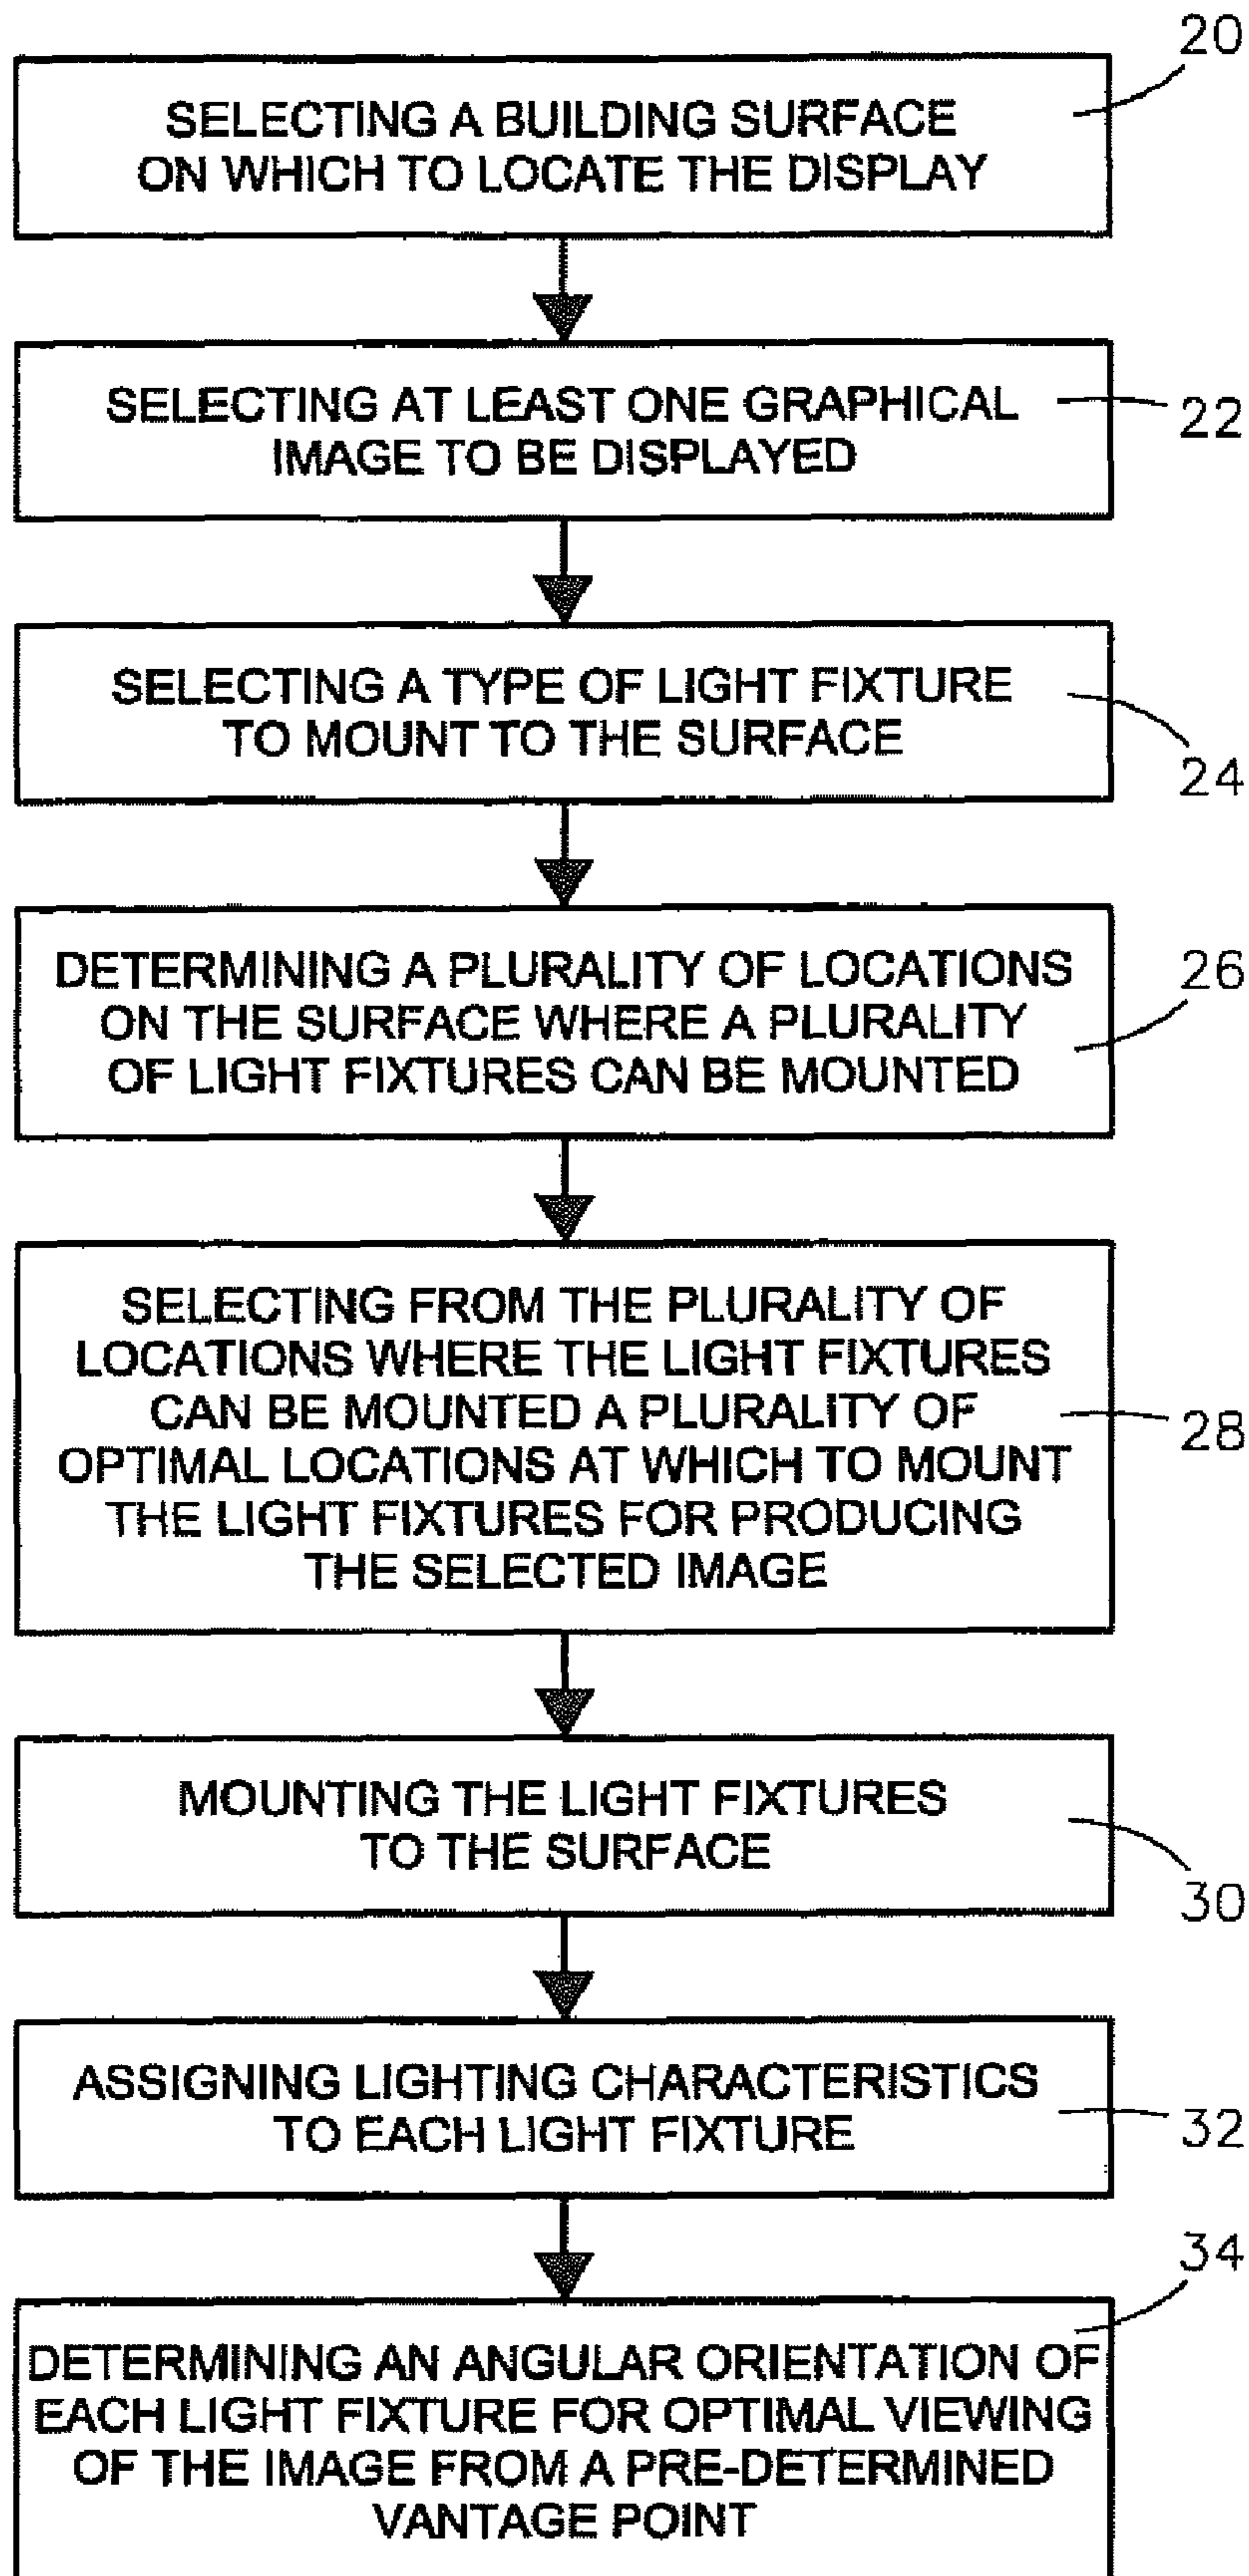 20
SELECTING A BUILDING SURFACE
ON WHICH TO LOCATE THE DISPLAY
SELECTING AT LEAST ONE GRAPHICAL
IMAGE TO BE DISPLAYED
22
SELECTING A TYPE OF LIGHT FIXTURE
TO MOUNT TO THE SURFACE
24
DETERMINING A PLURALITY OF LOCATIONS
ON THE SURFACE WHERE A PLURALITY
OF LIGHT FIXTURES CAN BE MOUNTED
26
SELECTING FROM THE PLURALITY OF
LOCATIONS WHERE THE LIGHT FIXTURES
CAN BE MOUNTED A PLURALITY OF
OPTIMAL LOCATIONS AT WHICH TO MOUNT
THE LIGHT FIXTURES FOR PRODUCING
THE SELECTED IMAGE
28
MOUNTING THE LIGHT FIXTURES
TO THE SURFACE
30
ASSIGNING LIGHTING CHARACTERISTICS
TO EACH LIGHT FIXTURE
32
34
DETERMINING AN ANGULAR ORIENTATION OF
EACH LIGHT FIXTURE FOR OPTIMAL VIEWING
OF THE IMAGE FROM A PRE-DETERMINED
VANTAGE POINT